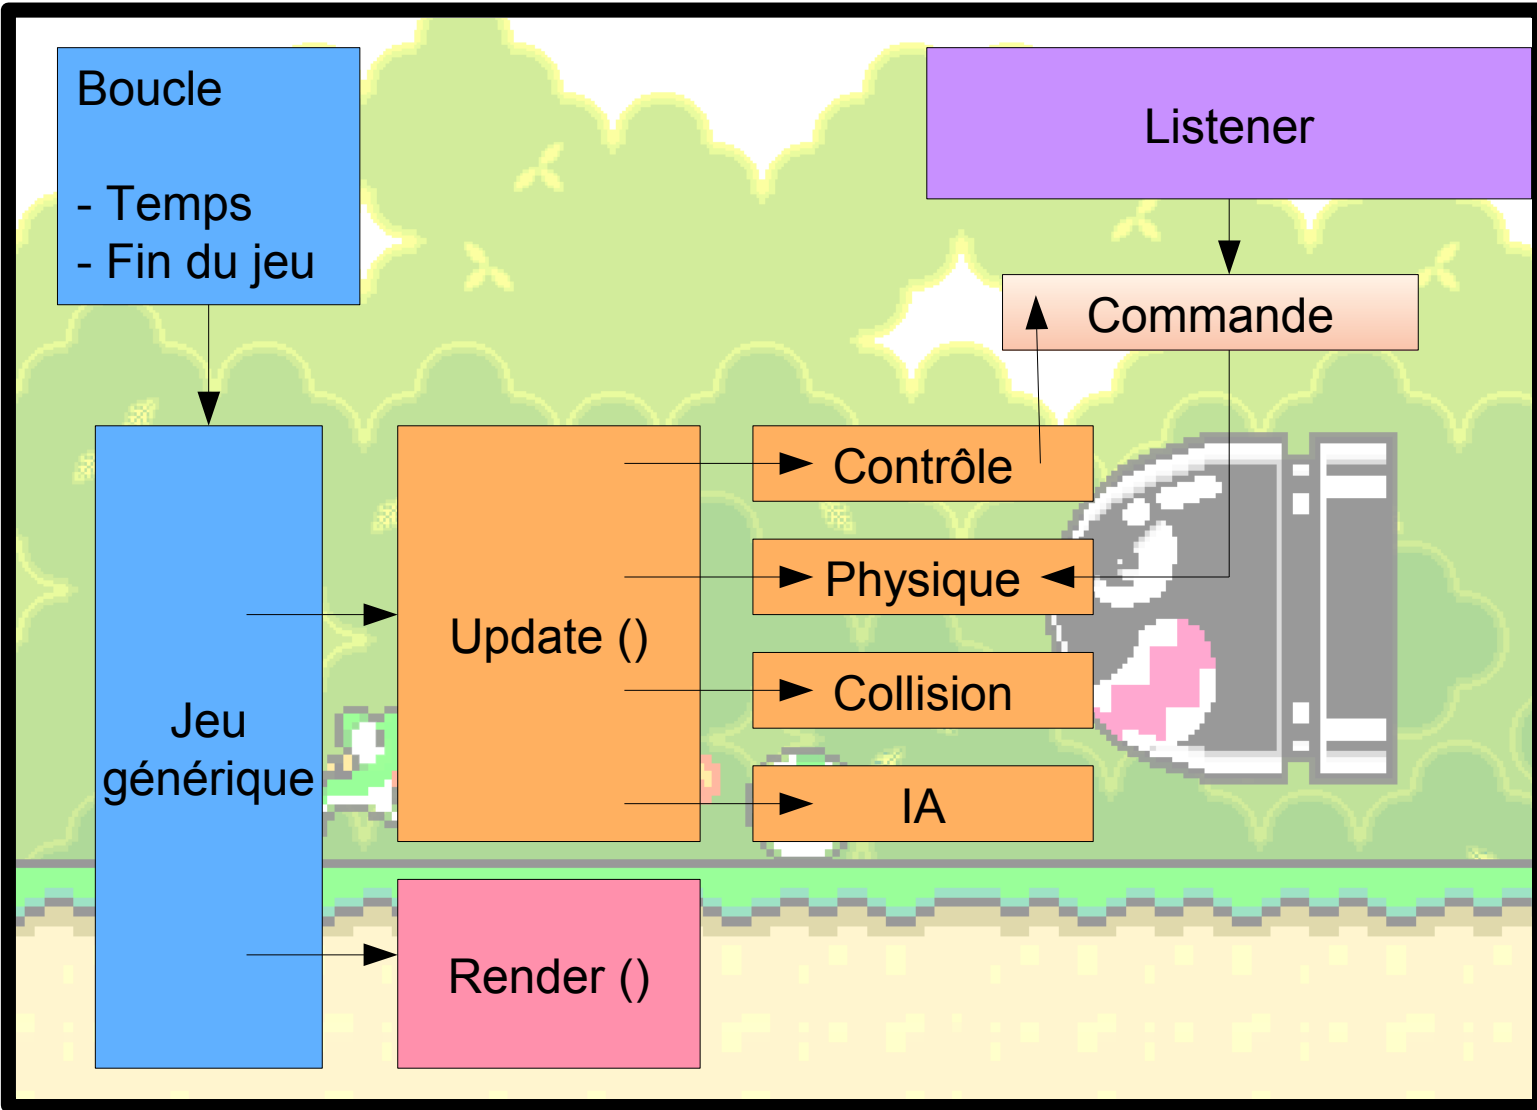 Boucle
- Temps
- Fin du jeu
Listener
Commande
Jeu
générique
Update ()
Contrôle
Physique
Collision
IA
Render ()